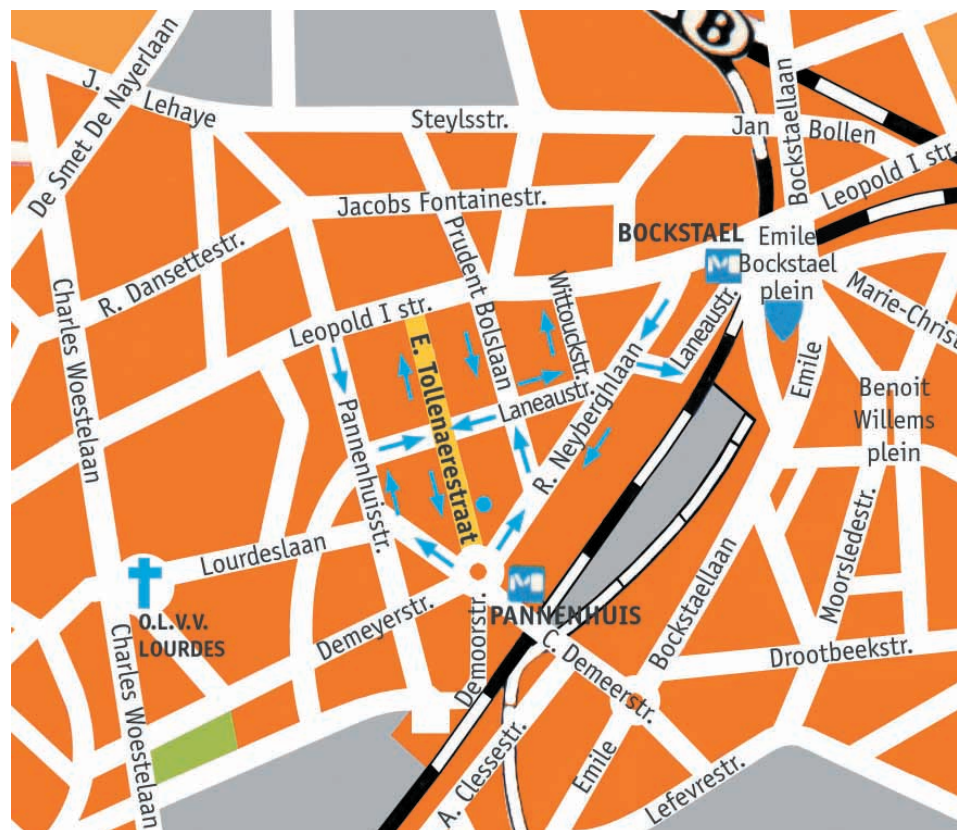 B
J. Lehaye
Steylsstr.
Jan Bollen
De Smet De Nayerlaan
Bockstaellaan
Leopold I str.
Jacobs Fontainestr.
BOCKSTAEL
M
Emile
Bockstael
plein
R. Dansettestr.
Prudent Bolslaan
Wittouckstr.
Laneaustr.
Marie-Christ
Leopold I str.
Charles Woestelaan
E. Tollenaerestraat
Laneaustr.
Emile
Benoit
Willems
plein
Pannenhuisstr.
R. Neyberghlaan
Lourdeslaan
Bockstaellaan
Moorsledestr.
M
PANNENHUIS
O.L.V.V.
LOURDES
Demeyerstr.
Demoorstr.
C. Demeerstr.
Drootbeekstr.
Charles Woestelaan
A. Clessestr.
Emile
Lefevrestr.